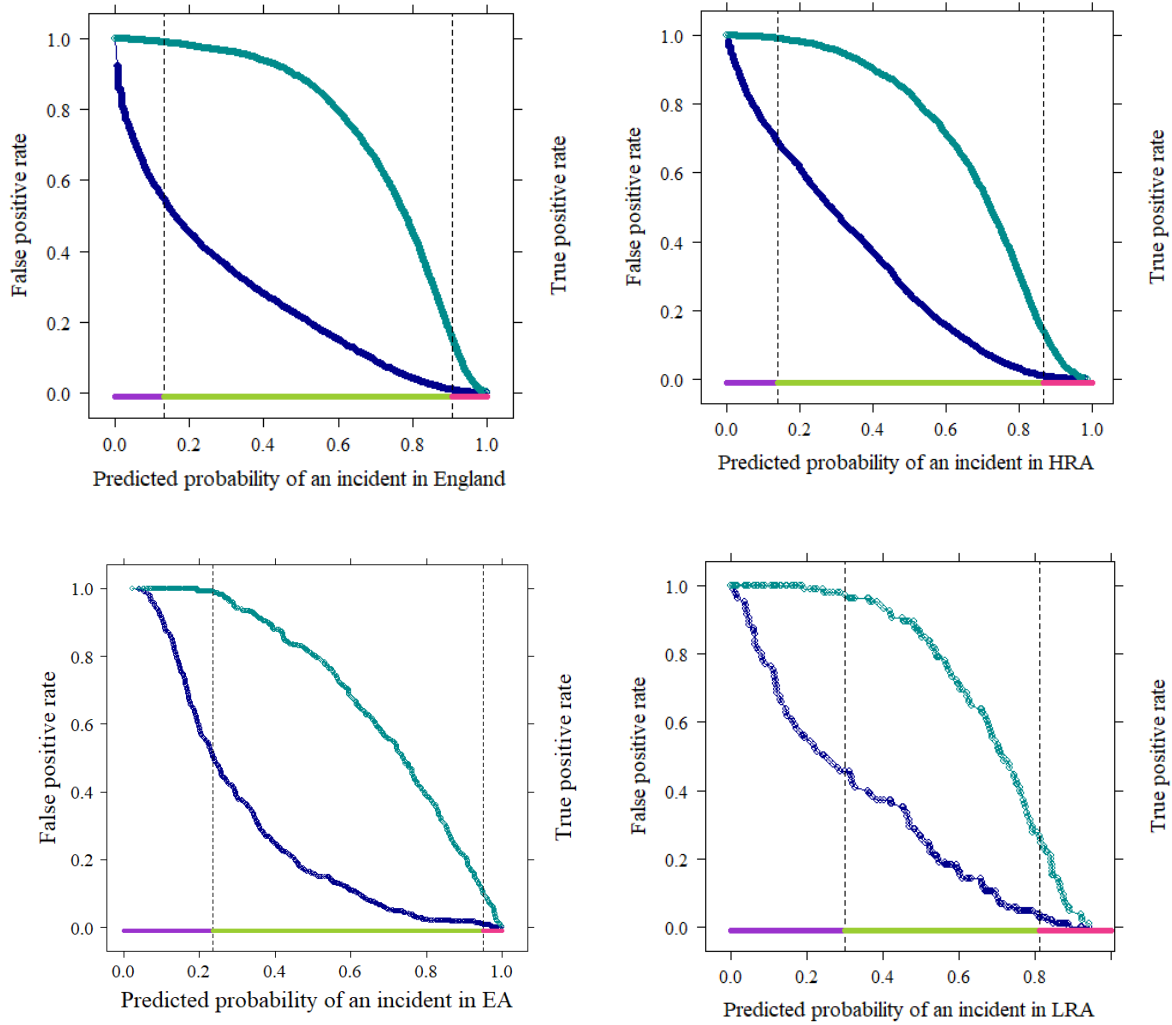 False positive rate
1.0
0.8
0.6
0.4
0.2
0.0
0.0 0.2 0.4 0.6 0.8 1.0
True positive rate
Predicted probability of an incident in England
False positive rate
1.0
0.8
0.6
0.4
0.2
0.0
0.0 0.2 0.4 0.6 0.8 1.0
True positive rate
Predicted probability of an incident in HRA
False positive rate
1.0
0.8
0.6
0.4
0.2
0.0
0.0 0.2 0.4 0.6 0.8 1.0
True positive rate
Predicted probability of an incident in EA
False positive rate
1.0
0.8
0.6
0.4
0.2
0.0
0.0 0.2 0.4 0.6 0.8
True positive rate
Predicted probability of an incident in LRA